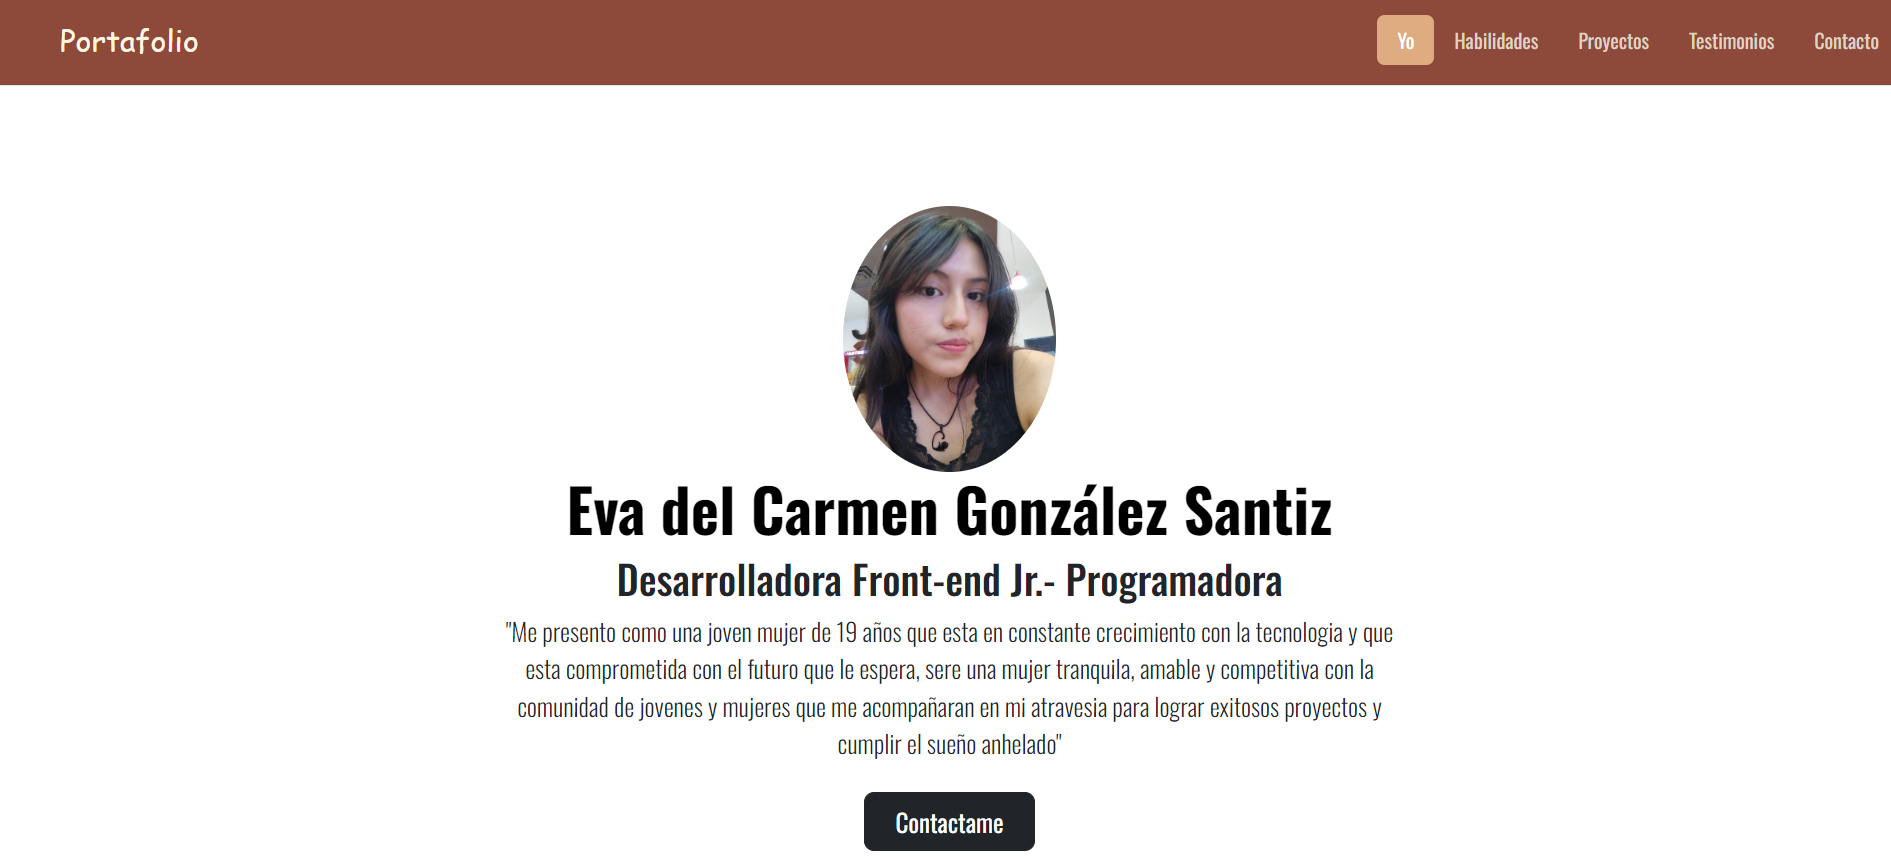 Portafolio
Yo
Habilidades
Proyectos
Testimonios
Contacto
Eva del Carmen González Santiz
Desarrolladora Front-end Jr.- Programadora
"Me presento como una joven mujer de 19 años que esta en constante crecimiento con la tecnologia y que
esta comprometida con el futuro que le espera, sere una mujer tranquila, amable y competitiva con la
comunidad de jovenes y mujeres que me acompañaran en mi atravesia para lograr exitosos proyectos y
cumplir el sueño anhelado"
Contactame